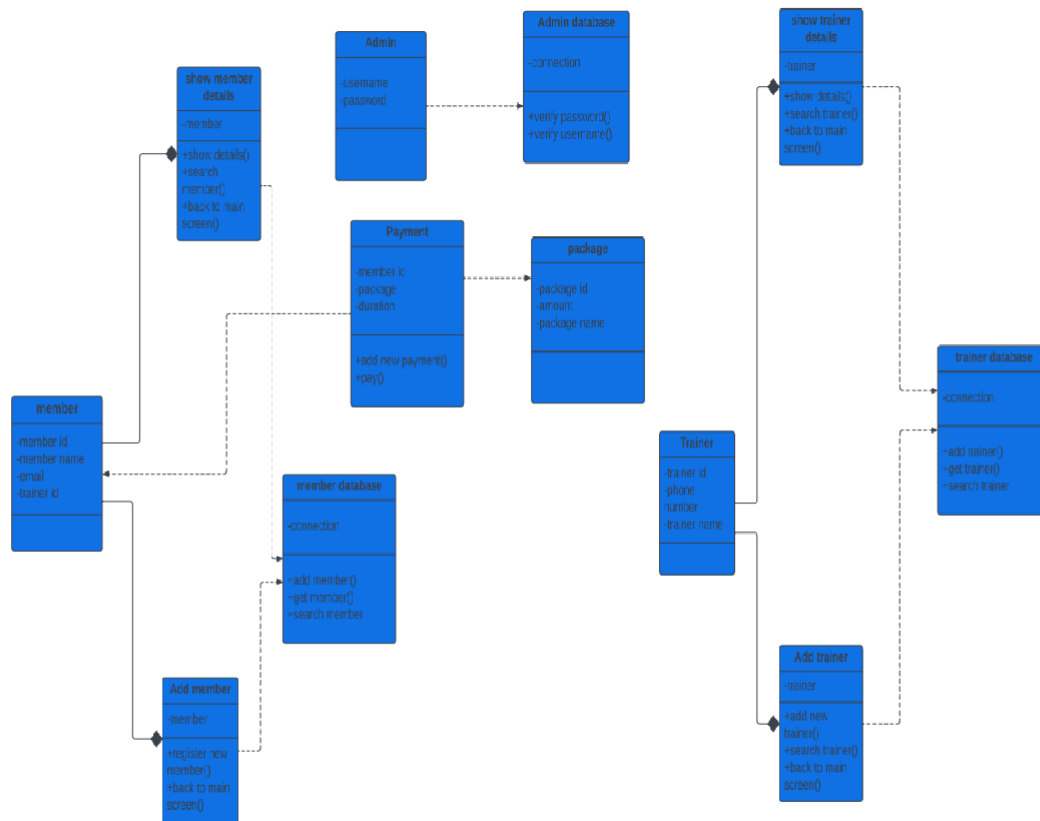 show member
details
-member
+show details()
+search
member()
+back to main
screen()
Admin
-username
-password
Admin database
-connection
+verify password()
+verify username()
show trainer
details
-trainer
+show details()
+search trainer()
+back to main
screen()
Payment
-member id
-package
-duration
+add new payment()
+pay()
package
-package id
-amount
-package name
trainer database
-connection
+add trainer()
+get trainer()
+search trainer
member
-member id
-member name
-email
-trainer id
Trainer
-trainer id
-phone
number
-trainer name
member database
-connection
+add member()
+get member()
+search member
Add member
-member
+register new
member()
+back to main
screen()
Add trainer
-trainer
+add new
trainer()
+search trainer()
+back to main
screen()